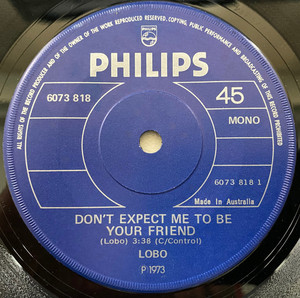 ALL RIGHTS OF THE RECORD PRODUCER AND OF THE OWNER OF THE WORK REPRODUCED RESERVED. COPYING, PUBLIC PERFORMANCE AND BROADCASTING OF THIS RECORD PROHIBITED
PHILIPS
PHILIPS
6073 818
45
MONO
Made in Australia
6073 818 1
DON'T EXPECT ME TO BE
YOUR FRIEND
(Lobo) 3:38 (C/Control)
LOBO
P 1973